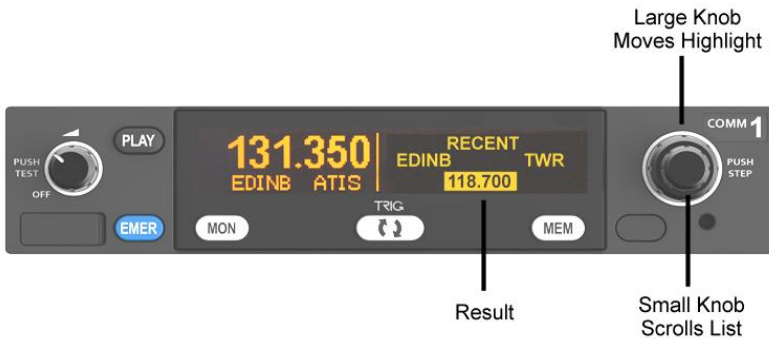 Large Knob
Moves Highlight
PUSH
TEST
OFF
PLAY
EMER
131.350
EDINB ATIS
RECENT
EDINB TWR
118.700
MON
TRIG
MEM
COMM 1
PUSH
STEP
Result
Small Knob
Scrolls List